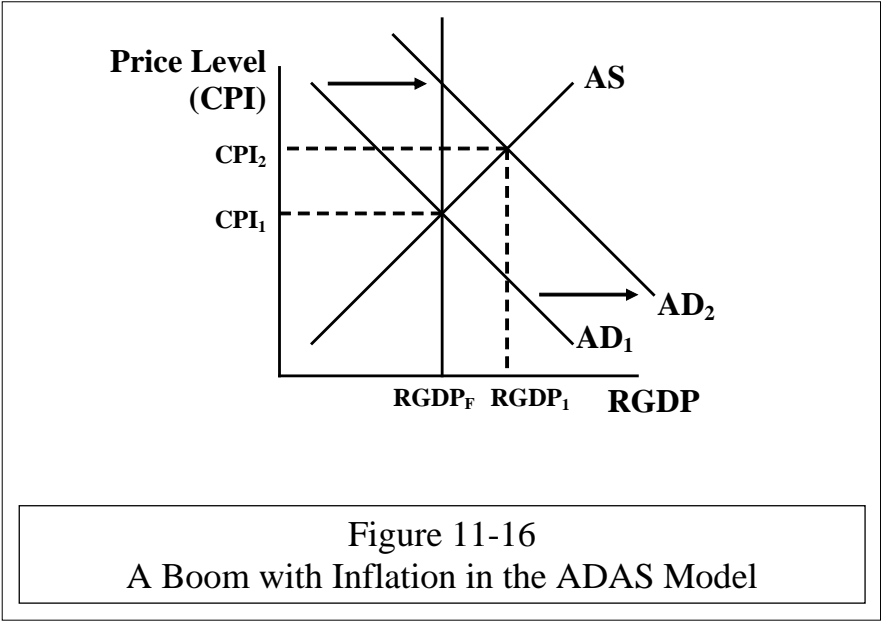 Price Level
(CPI)
AS
CPI₂
CPI₁
AD₂
AD₁
RGDP_F RGDP₁ RGDP
Figure 11-16
A Boom with Inflation in the ADAS Model